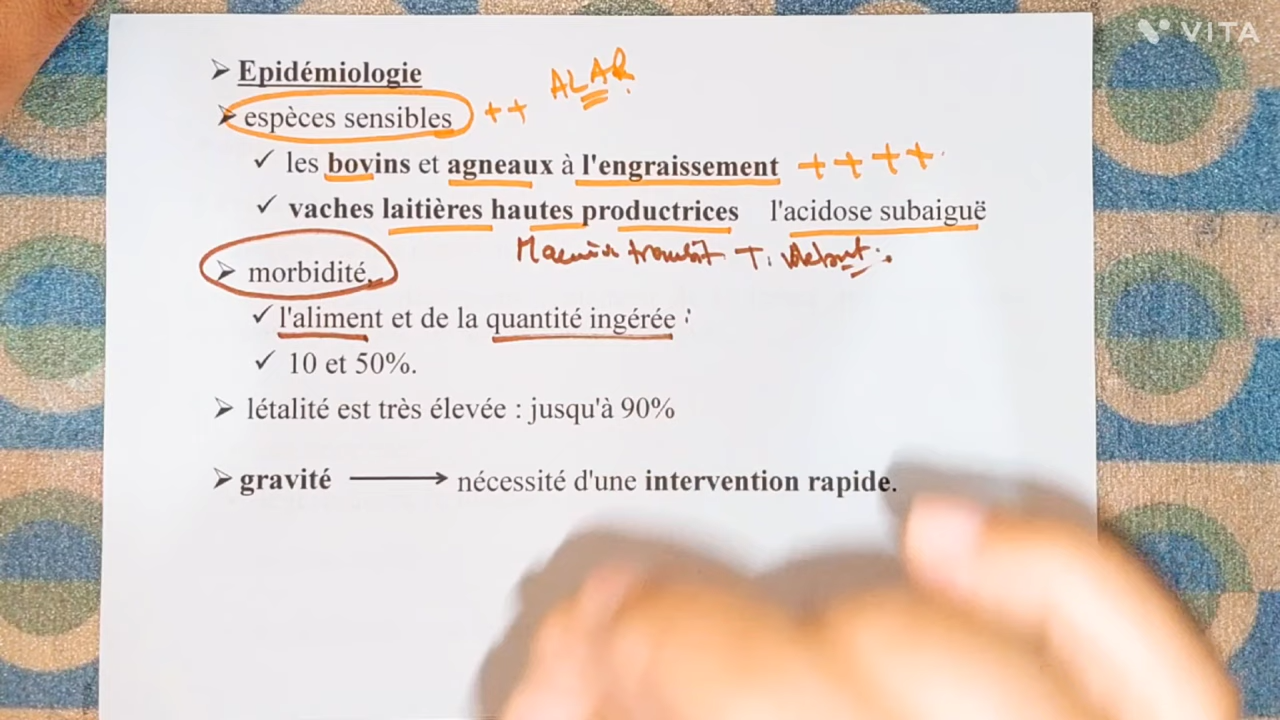 VITA
➤ Epidémiologie
ALAR
➤ espèces sensibles ++
✓ les bovins et agneaux à l'engraissement ++++
✓ vaches laitières hautes productrices l'acidose subaiguë
➤ morbidité,
✓ l'aliment et de la quantité ingérée :
✓ 10 et 50%.
➤ létalité est très élevée : jusqu'à 90%
➤ gravité ⟶ nécessité d'une intervention rapide.